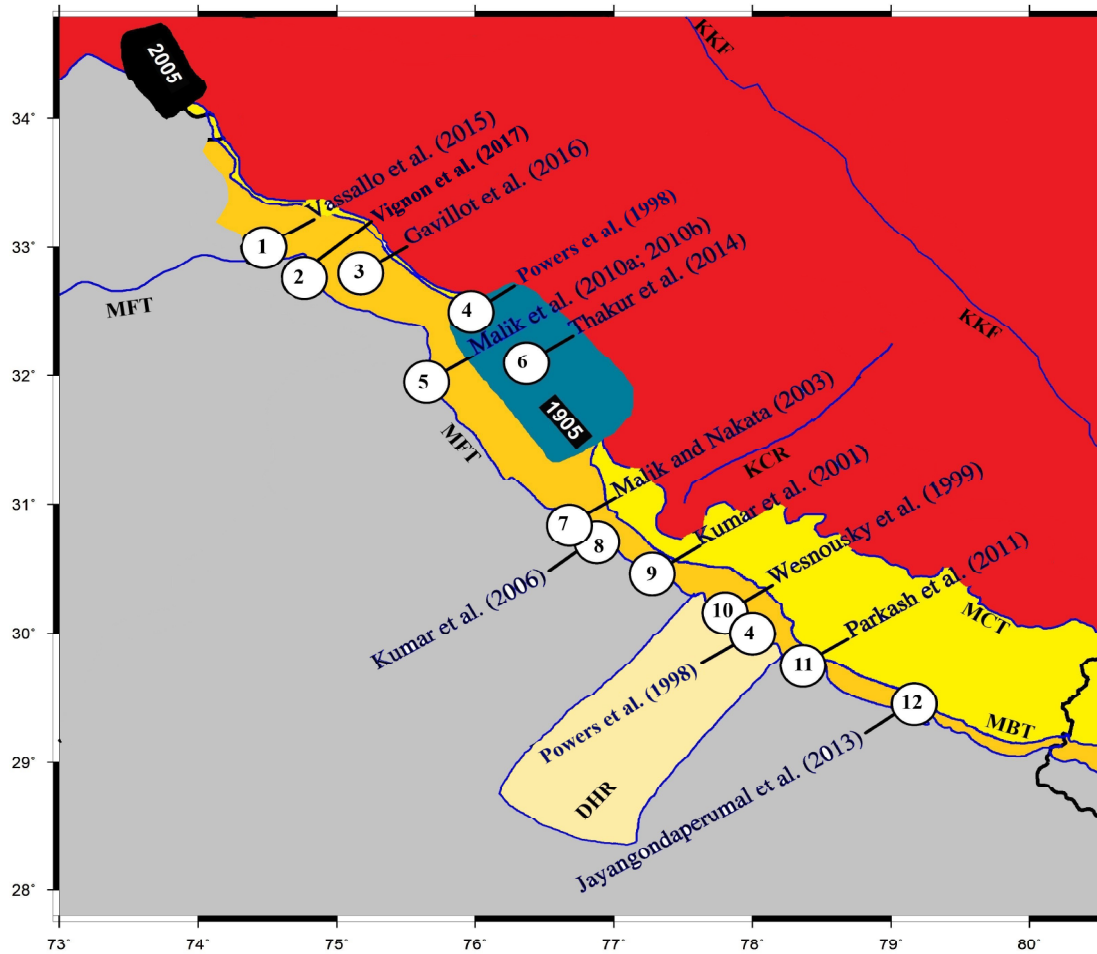 KKF
2005
34°
Vassallo et al. (2015)
Vignon et al. (2017)
Gavillot et al. (2016)
Powers et al. (1998)
Malik et al. (2010a; 2010b)
Thakur et al. (2014)
33°
1
2
3
4
MFT
KKF
32°
5
6
1905
MFT
Malik and Nakata (2003)
KCR
Kumar et al. (2001)
Wesnousky et al. (1999)
31°
7
8
9
Kumar et al. (2006)
Parkash et al. (2011)
MCT
30°
10
4
11
Powers et al. (1998)
12
MBT
29°
DHR
Jayangondaperumal et al. (2013)
28°
73°
74°
75°
76°
77°
78°
79°
80°